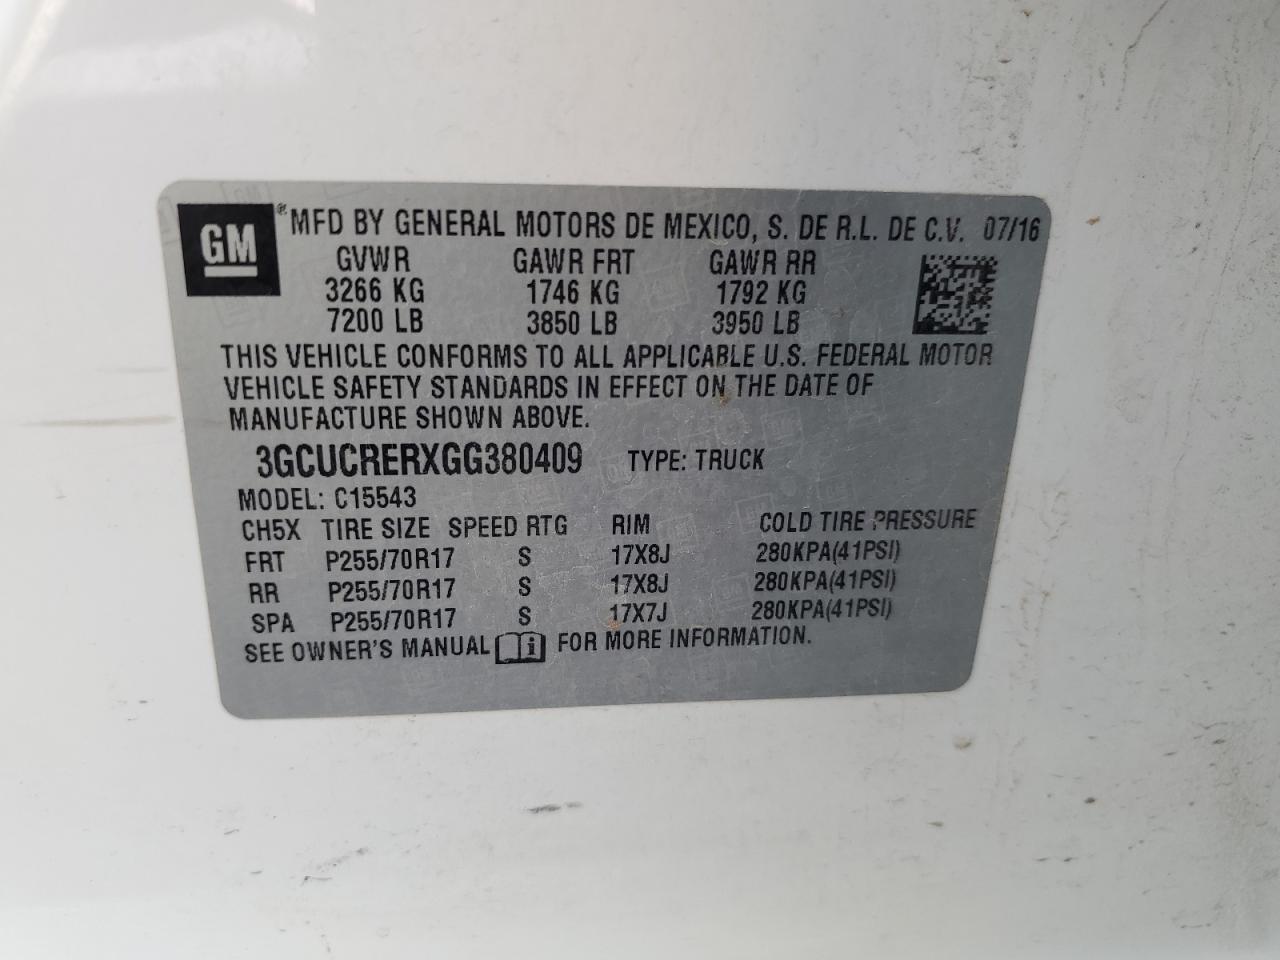 GM ® MFD BY GENERAL MOTORS DE MEXICO, S. DE R.L. DE C.V. 07/16
GVWR GAWR FRT GAWR RR
3266 KG 1746 KG 1792 KG
7200 LB 3850 LB 3950 LB
THIS VEHICLE CONFORMS TO ALL APPLICABLE U.S. FEDERAL MOTOR
VEHICLE SAFETY STANDARDS IN EFFECT ON THE DATE OF
MANUFACTURE SHOWN ABOVE.
3GCUCRERXGG380409 TYPE: TRUCK
MODEL: C15543
CH5X TIRE SIZE SPEED RTG RIM COLD TIRE PRESSURE
FRT P255/70R17 S 17X8J 280KPA(41PSI)
RR P255/70R17 S 17X8J 280KPA(41PSI)
SPA P255/70R17 S 17X7J 280KPA(41PSI)
SEE OWNER'S MANUAL i FOR MORE INFORMATION.